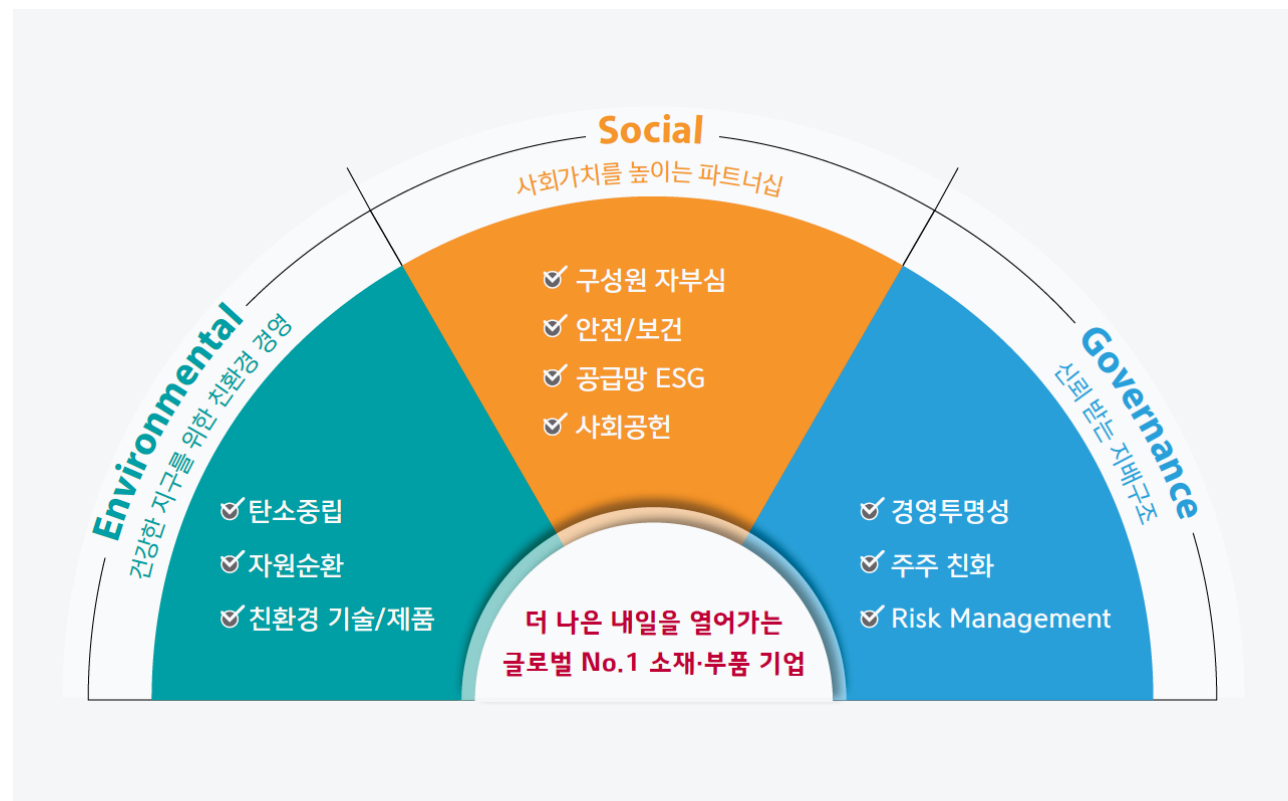 Social
사회가치를 높이는 파트너십
구성원 자부심
안전/보건
공급망 ESG
사회공헌
Environmental
건강한 지구를 위한 친환경 경영
탄소중립
자원순환
친환경 기술/제품
Governance
신뢰 받는 지배구조
경영투명성
주주 친화
Risk Management
더 나은 내일을 열어가는
글로벌 No.1 소재·부품 기업